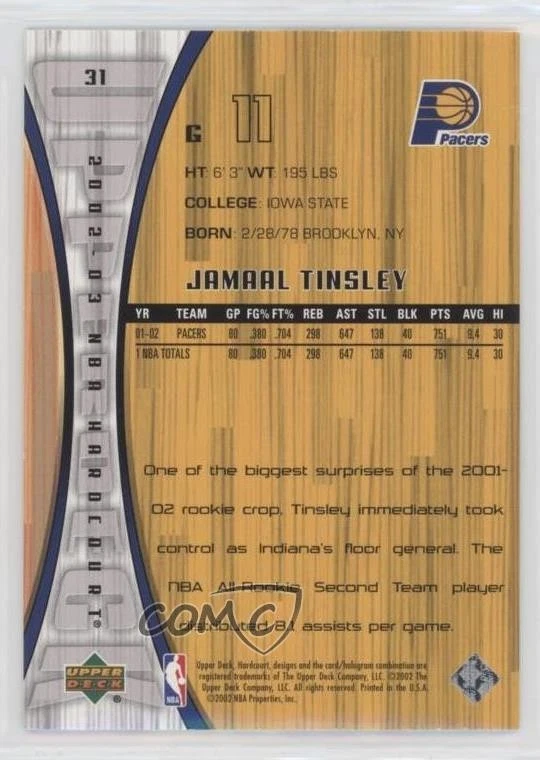 31
2002-03 NBA HARDCOURT®
G 11
Pacers
HT: 6' 3" WT: 195 LBS
COLLEGE: IOWA STATE
BORN: 2/28/78 BROOKLYN, NY
JAMAAL TINSLEY
YR TEAM GP FG% FT% REB AST STL BLK PTS AVG HI
01-02 PACERS 80 .380 .704 298 647 138 40 751 9.4 30
1 NBA TOTALS 80 .380 .704 298 647 138 40 751 9.4 30
One of the biggest surprises of the 2001-
02 rookie crop, Tinsley immediately took
control as Indiana's floor general. The
NBA All-Rookie Second Team player
distributed 8.1 assists per game.
COMC
UPPER
DECK®
NBA
Upper Deck, Hardcourt, designs and the card/hologram combination are
registered trademarks of The Upper Deck Company, LLC. ©2002 The
Upper Deck Company, LLC. All rights reserved. Printed in the U.S.A.
©2002 NBA Properties, Inc.